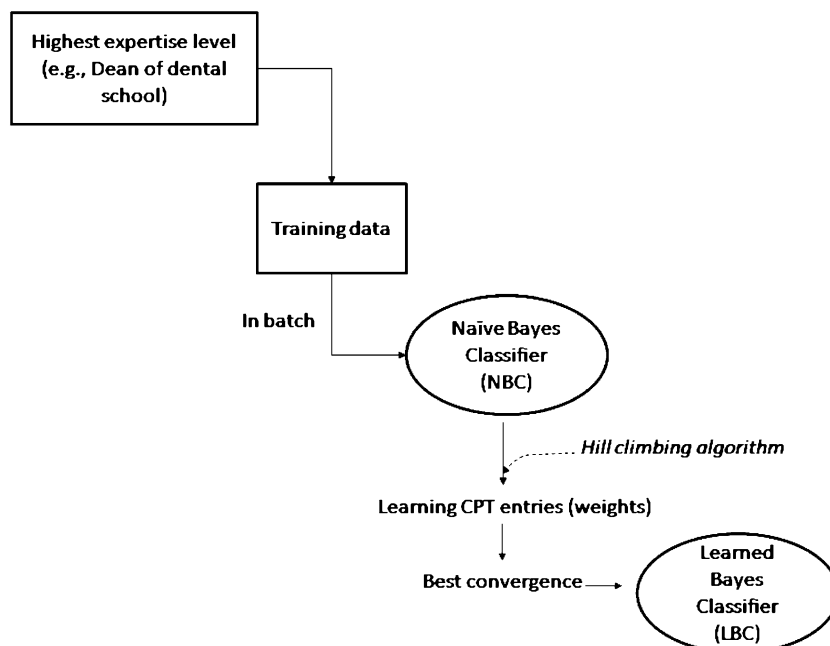 Highest expertise level
(e.g., Dean of dental
school)
Training data
In batch
Naïve Bayes
Classifier
(NBC)
Hill climbing algorithm
Learning CPT entries (weights)
Best convergence
Learned
Bayes
Classifier
(LBC)